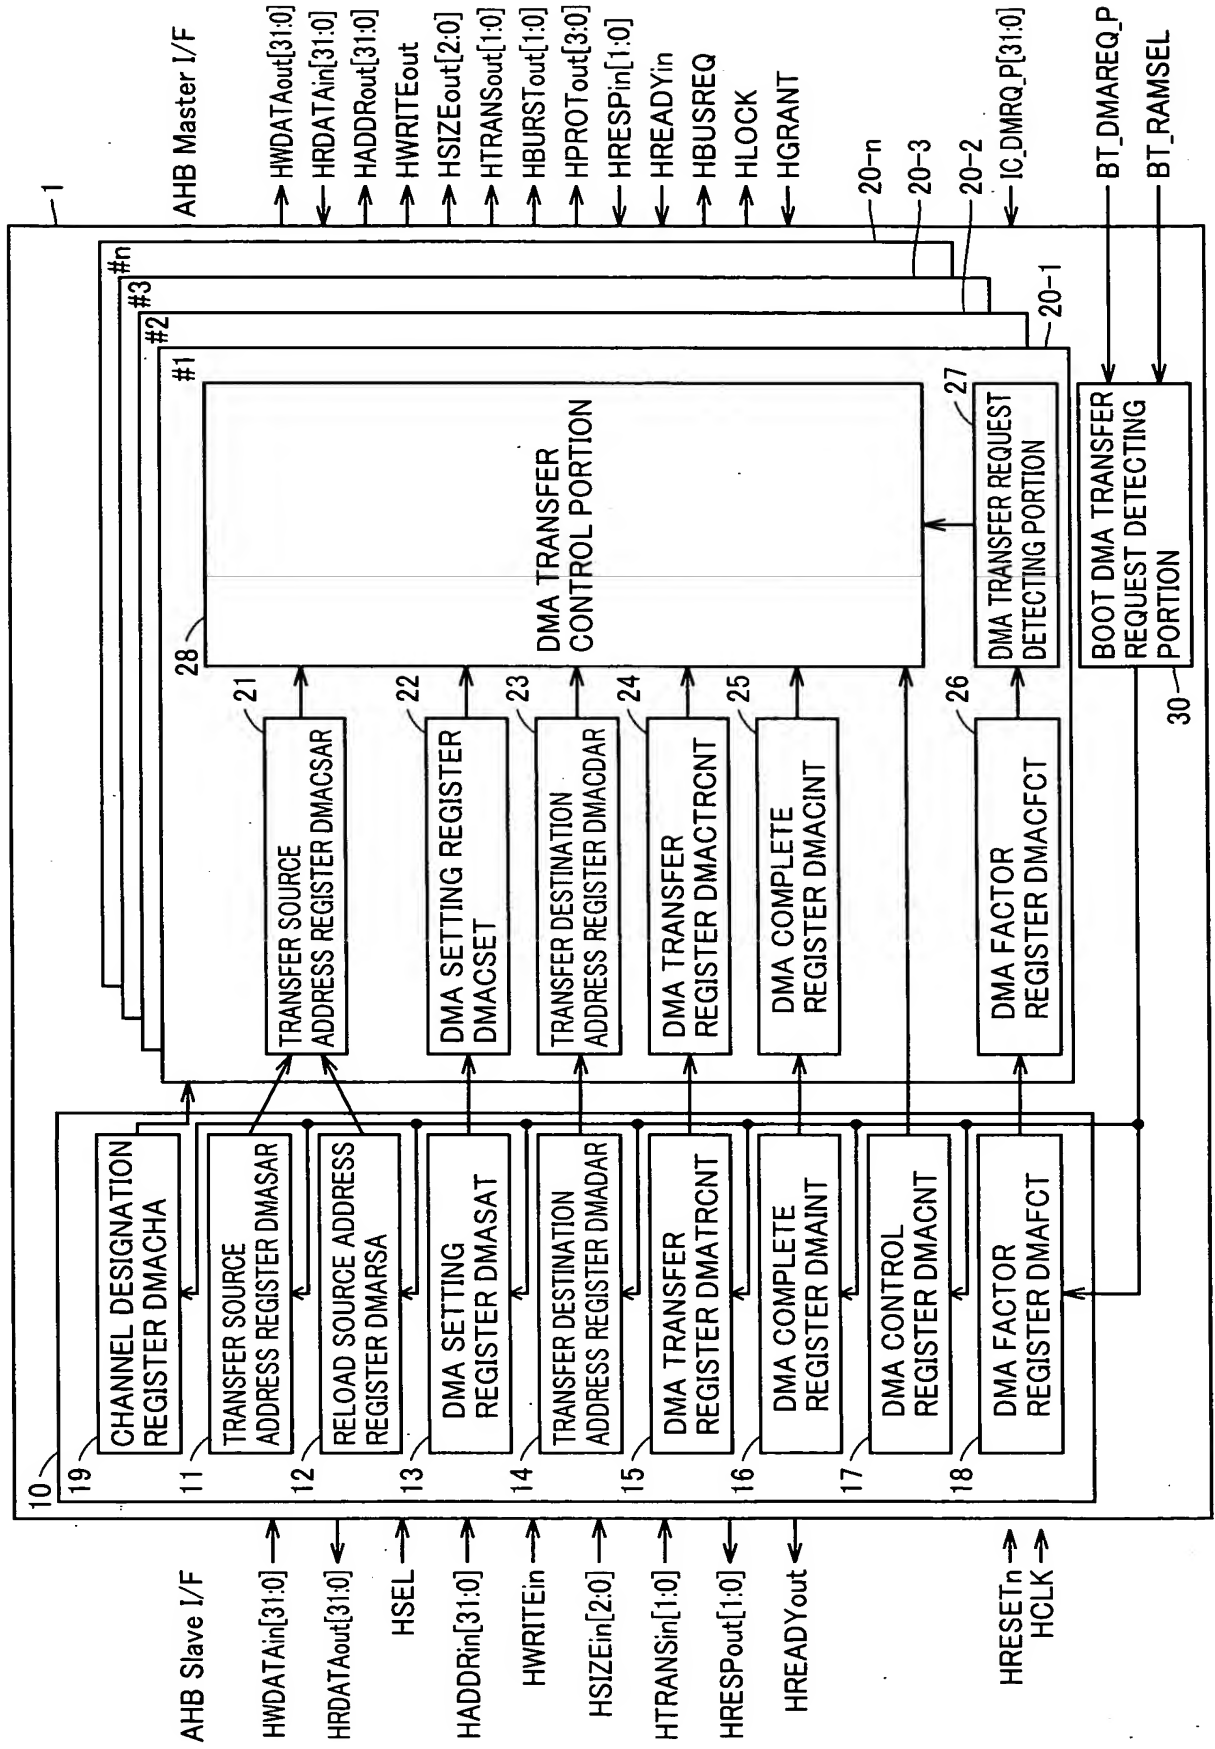 AHB Slave I/F
HWDATAin[31:0]
HRDATAout[31:0]
HSEL
HADDRin[31:0]
HWRITEin
HSIZEin[2:0]
HTRANSin[1:0]
HRESPout[1:0]
HREADYout
HRESETn
HCLK
10
19
CHANNEL DESIGNATION
REGISTER DMACHA
11
TRANSFER SOURCE
ADDRESS REGISTER DMASAR
12
RELOAD SOURCE ADDRESS
REGISTER DMARSA
13
DMA SETTING
REGISTER DMASAT
14
TRANSFER DESTINATION
ADDRESS REGISTER DMADAR
15
DMA TRANSFER
REGISTER DMATRCNT
16
DMA COMPLETE
REGISTER DMAINT
17
DMA CONTROL
REGISTER DMACNT
18
DMA FACTOR
REGISTER DMAFCT
21
TRANSFER SOURCE
ADDRESS REGISTER DMACSAR
22
DMA SETTING REGISTER
DMACSET
23
TRANSFER DESTINATION
ADDRESS REGISTER DMACDAR
24
DMA TRANSFER
REGISTER DMACTRCNT
25
DMA COMPLETE
REGISTER DMACINT
26
DMA FACTOR
REGISTER DMACFCT
28
DMA TRANSFER
CONTROL PORTION
27
DMA TRANSFER REQUEST
DETECTING PORTION
30
BOOT DMA TRANSFER
REQUEST DETECTING
PORTION
#1
#2
#3
#n
1
20-n
20-3
20-2
20-1
AHB Master I/F
HWDATAout[31:0]
HRDATAin[31:0]
HADDRout[31:0]
HWRITEout
HSIZEout[2:0]
HTRANSout[1:0]
HBURSTout[1:0]
HPROTout[3:0]
HRESPin[1:0]
HREADYin
HBUSREQ
HLOCK
HGRANT
IC_DMRQ_P[31:0]
BT_DMAREQ_P
BT_RAMSEL